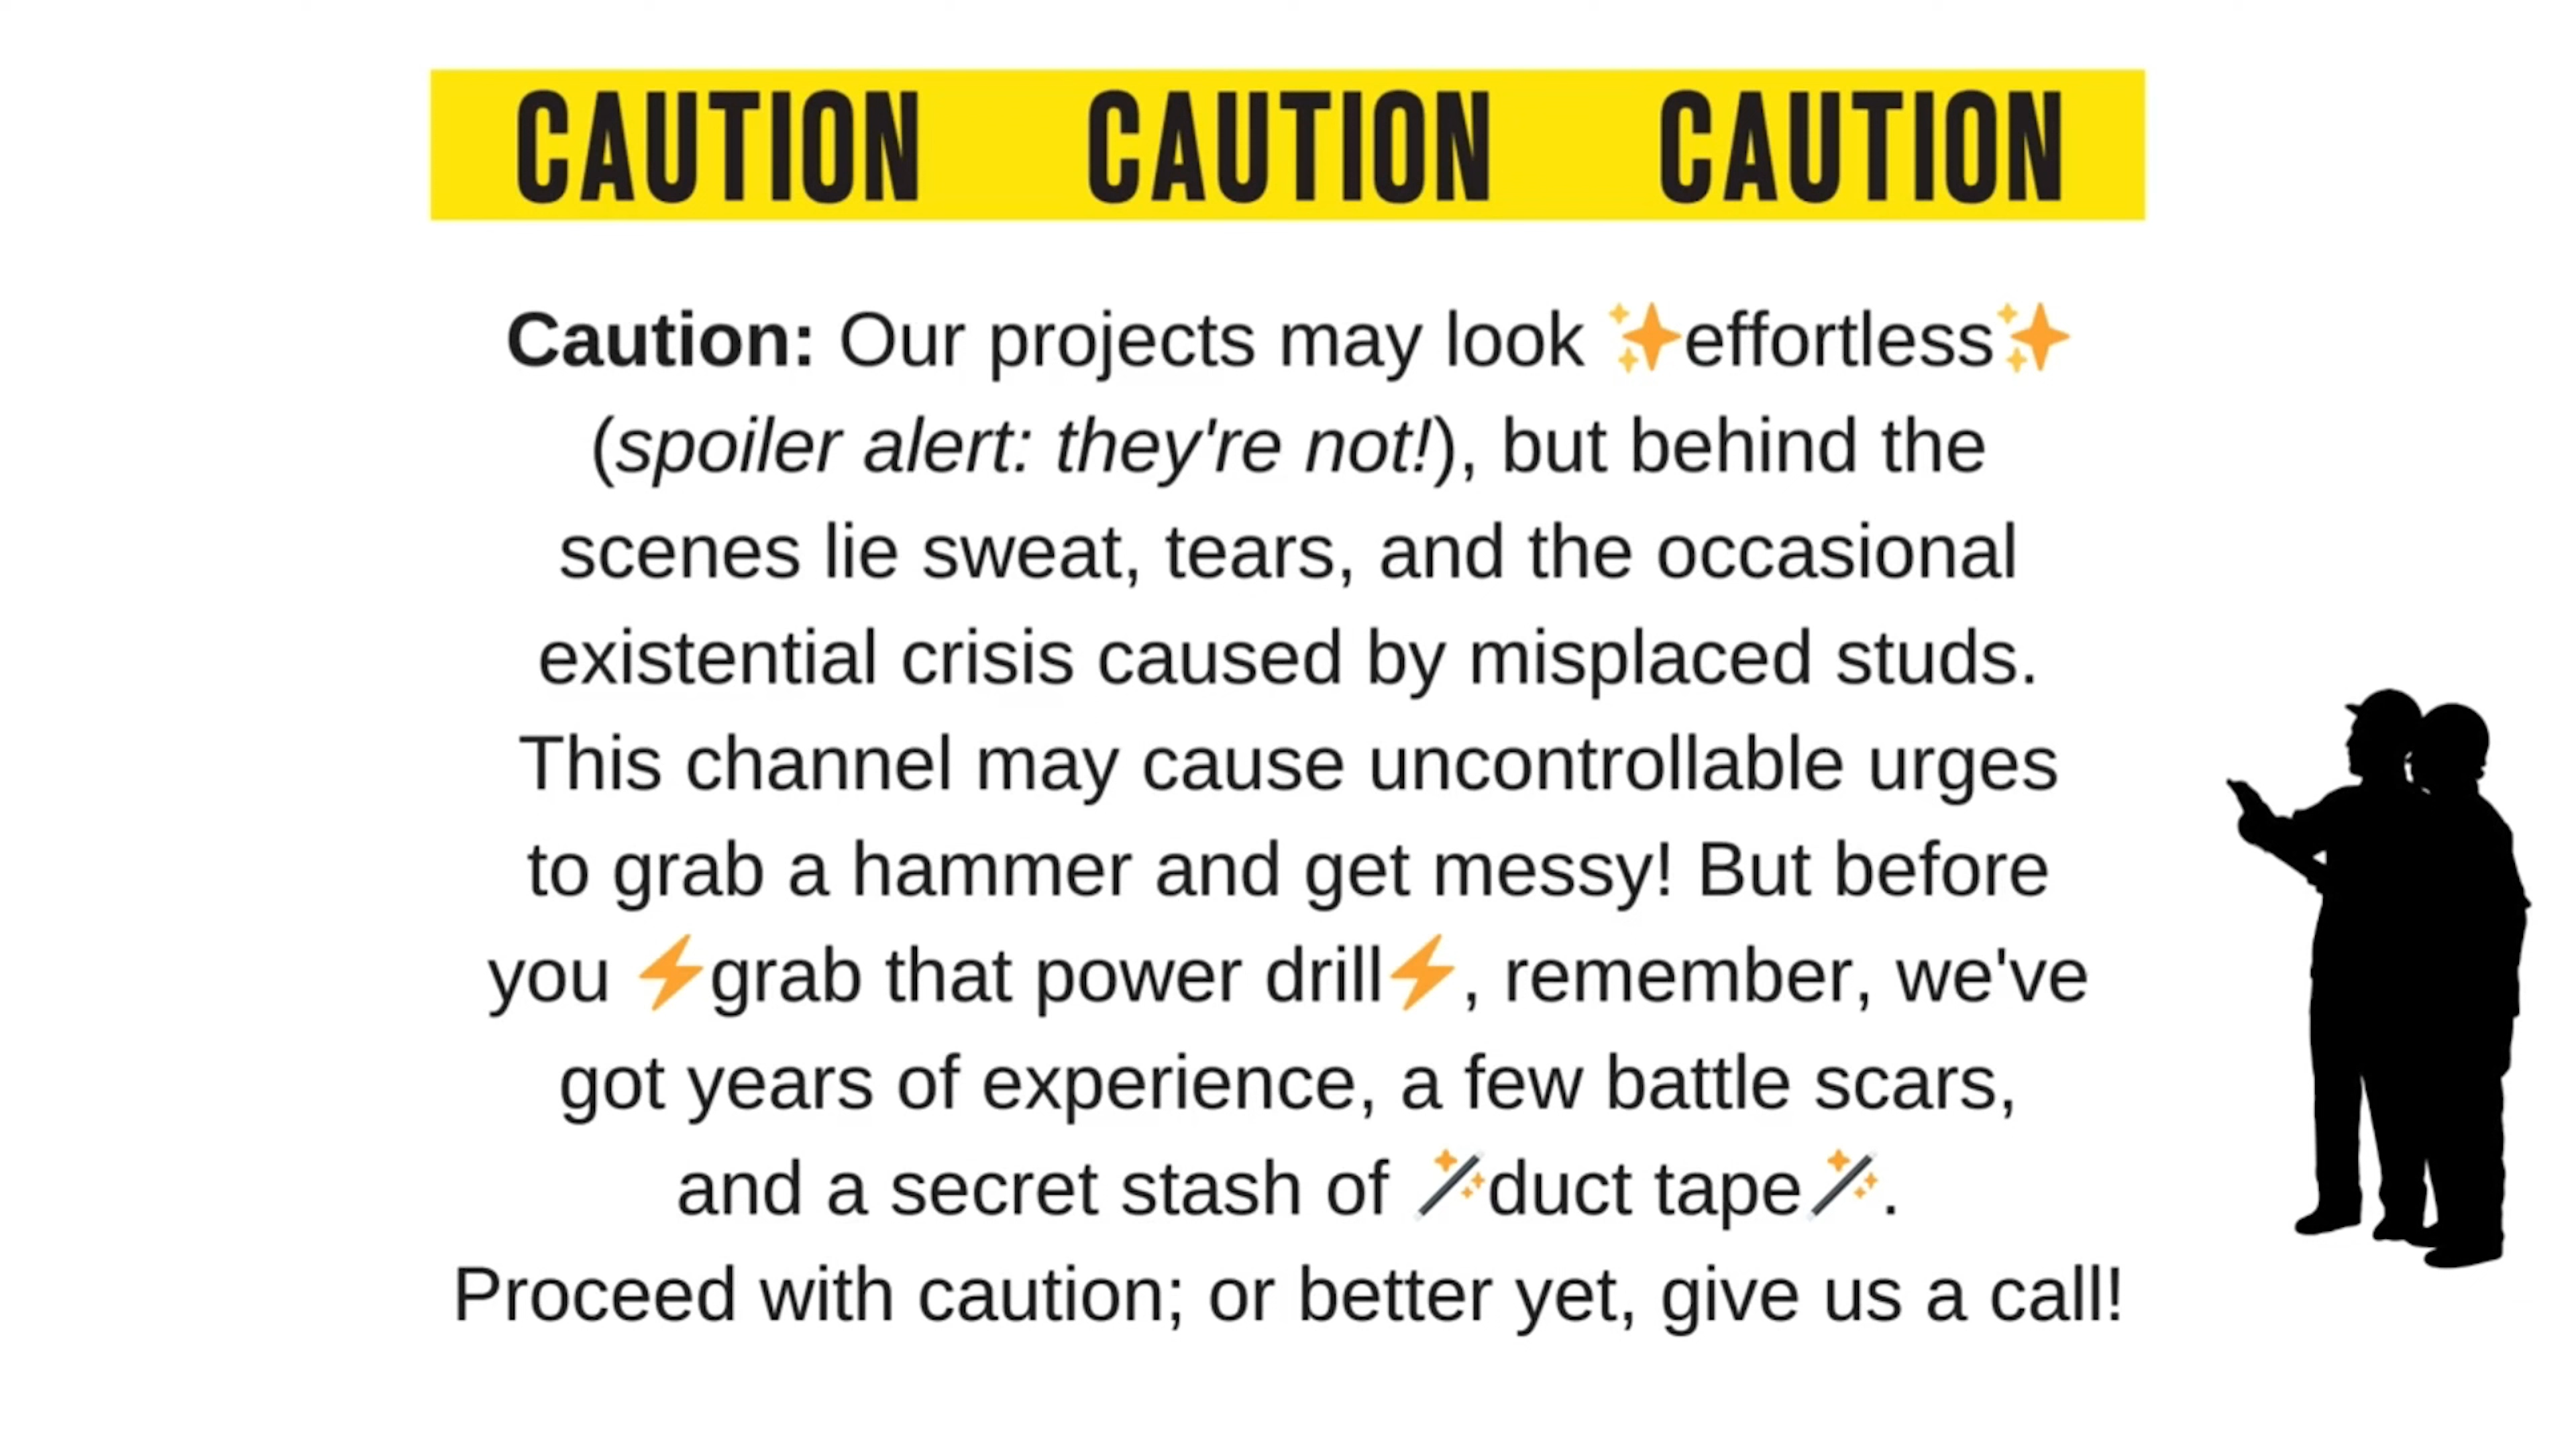 CAUTION CAUTION CAUTION
Caution: Our projects may look ✨effortless✨
(spoiler alert: they're not!), but behind the
scenes lie sweat, tears, and the occasional
existential crisis caused by misplaced studs.
This channel may cause uncontrollable urges
to grab a hammer and get messy! But before
you ⚡grab that power drill⚡, remember, we've
got years of experience, a few battle scars,
and a secret stash of 🪄duct tape🪄.
Proceed with caution; or better yet, give us a call!